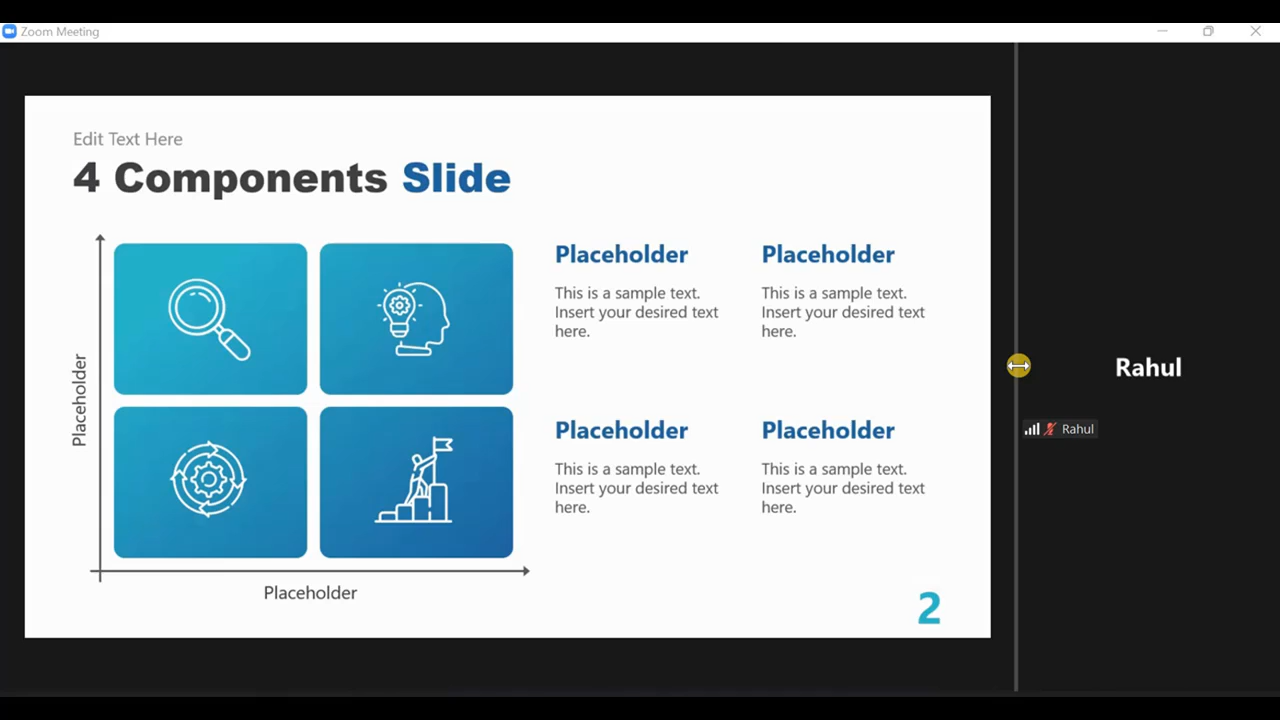 Zoom Meeting
Edit Text Here
4 Components Slide
Placeholder
Placeholder
Placeholder
This is a sample text.
Insert your desired text
here.
Placeholder
This is a sample text.
Insert your desired text
here.
Placeholder
This is a sample text.
Insert your desired text
here.
Placeholder
This is a sample text.
Insert your desired text
here.
2
Rahul
Rahul